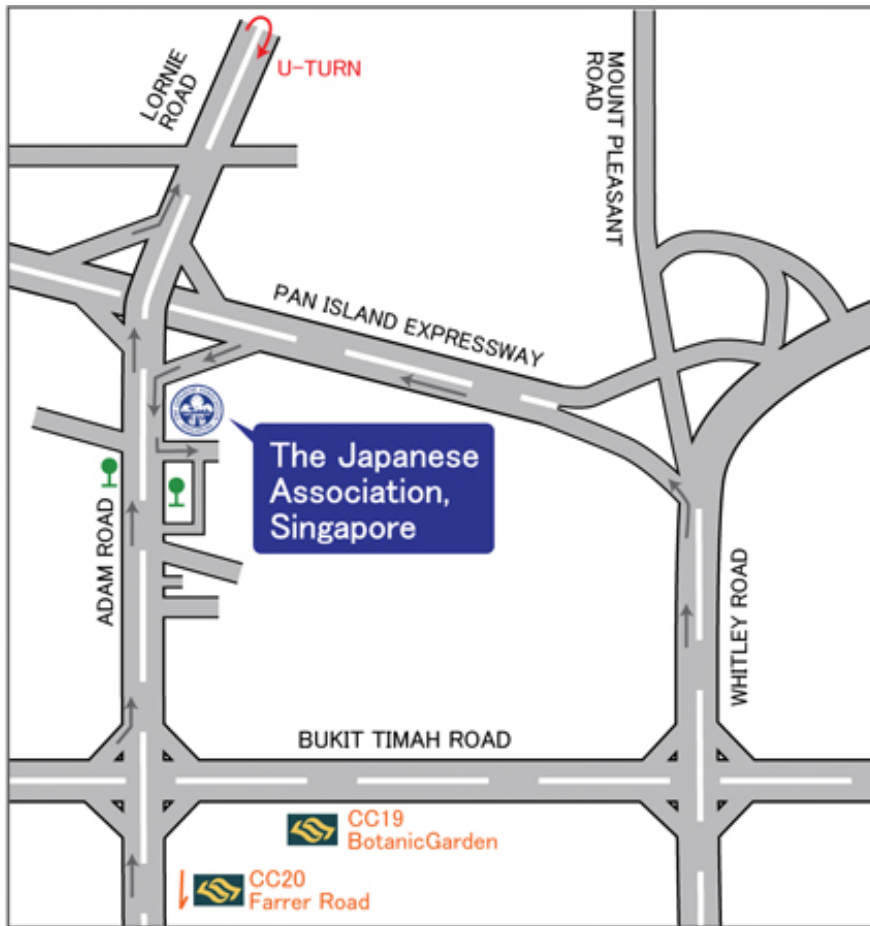 U-TURN
LORNIE
ROAD
MOUNT PLEASANT
ROAD
PAN ISLAND EXPRESSWAY
The Japanese
Association,
Singapore
ADAM ROAD
WHITLEY ROAD
BUKIT TIMAH ROAD
CC19
BotanicGarden
CC20
Farrer Road